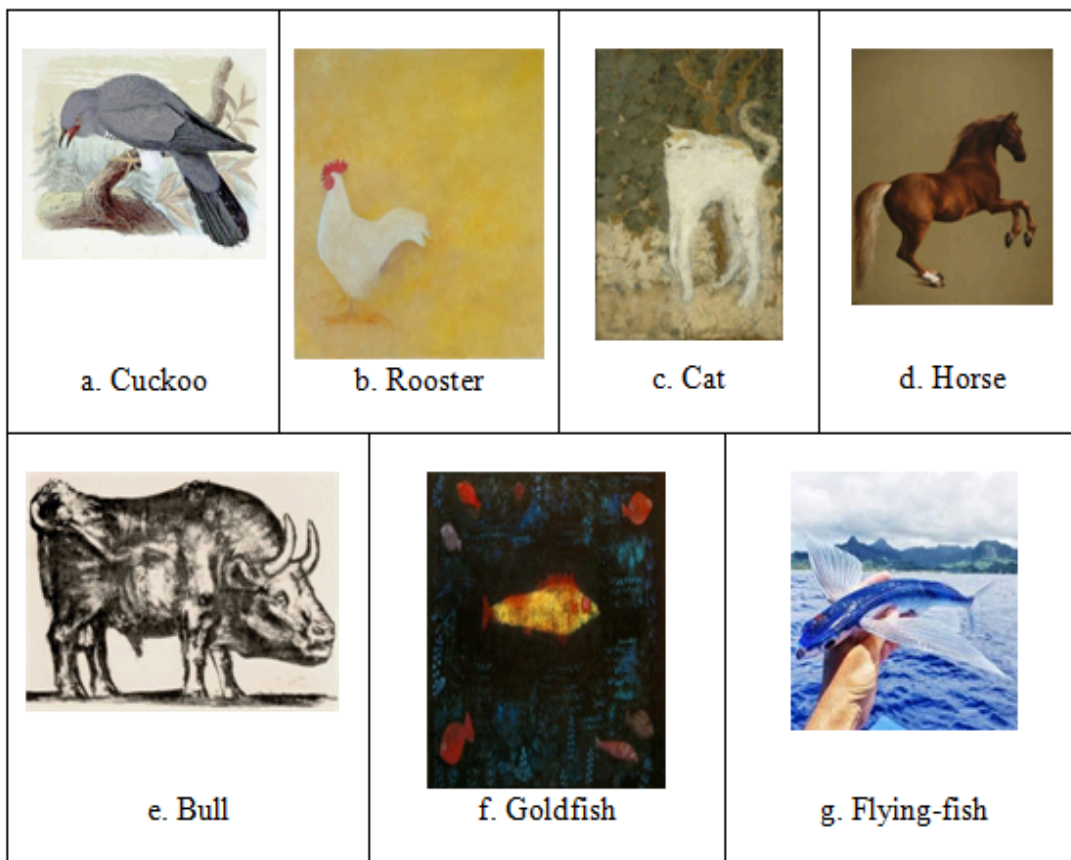 a. Cuckoo
b. Rooster
c. Cat
d. Horse
e. Bull
f. Goldfish
g. Flying-fish